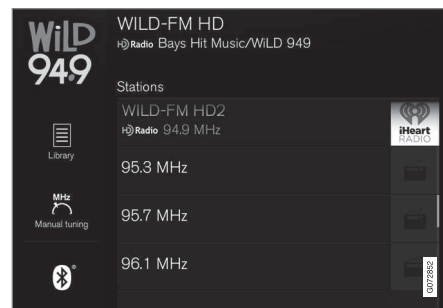 WiLD
94.9
WILD-FM HD
HD Radio Bays Hit Music/WiLD 949
Stations
WILD-FM HD2
HD Radio 94.9 MHz
iHeart
RADIO
95.3 MHz
Library
95.7 MHz
MHz
Manual tuning
96.1 MHz
G072852